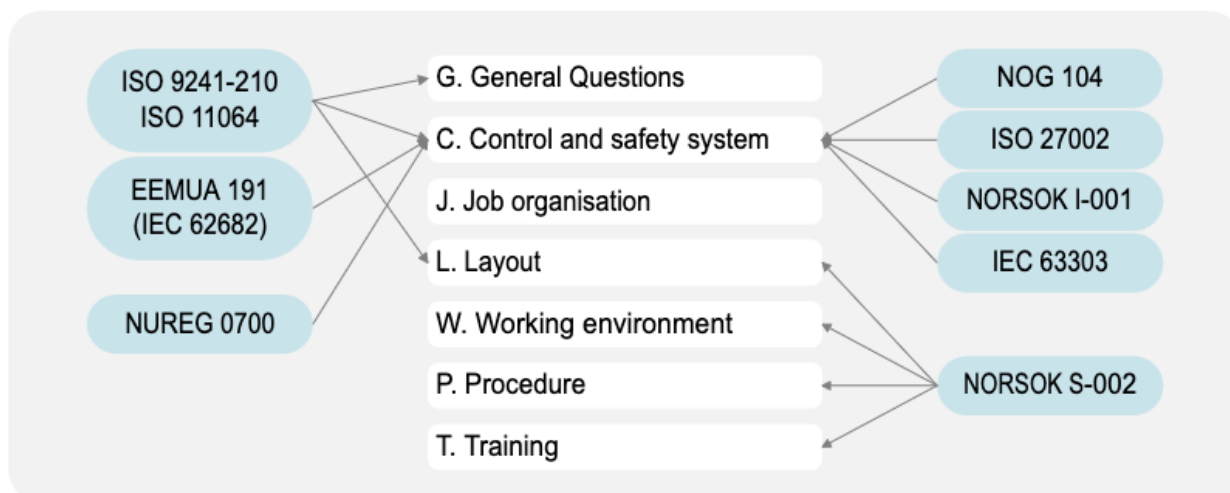 ISO 9241-210
ISO 11064
EEMUA 191
(IEC 62682)
NUREG 0700
G. General Questions
C. Control and safety system
J. Job organisation
L. Layout
W. Working environment
P. Procedure
T. Training
NOG 104
ISO 27002
NORSOK I-001
IEC 63303
NORSOK S-002